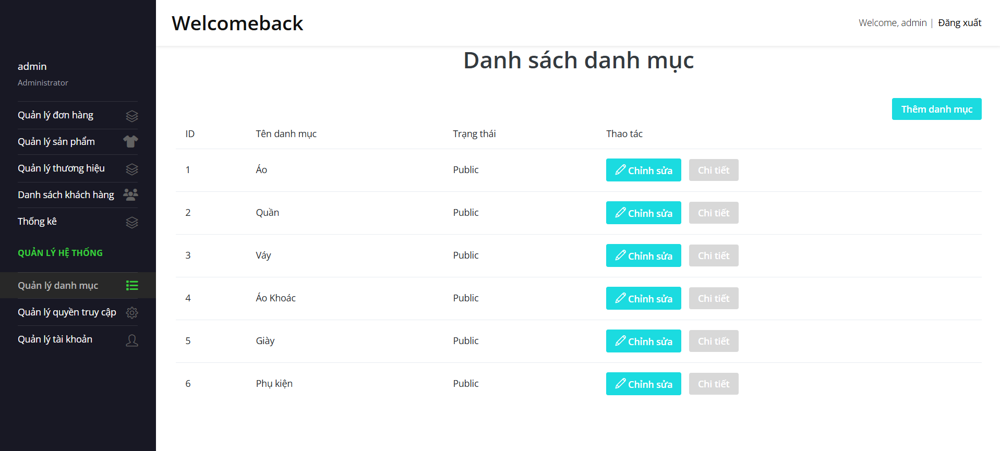 Welcomeback
Welcome, admin | Đăng xuất
admin
Administrator
Quản lý đơn hàng
Quản lý sản phẩm
Quản lý thương hiệu
Danh sách khách hàng
Thống kê
QUẢN LÝ HỆ THỐNG
Quản lý danh mục
Quản lý quyền truy cập
Quản lý tài khoản
Danh sách danh mục
Thêm danh mục
ID Tên danh mục Trạng thái Thao tác
1 Áo Public Chỉnh sửa Chi tiết
2 Quần Public Chỉnh sửa Chi tiết
3 Váy Public Chỉnh sửa Chi tiết
4 Áo Khoác Public Chỉnh sửa Chi tiết
5 Giày Public Chỉnh sửa Chi tiết
6 Phụ kiện Public Chỉnh sửa Chi tiết